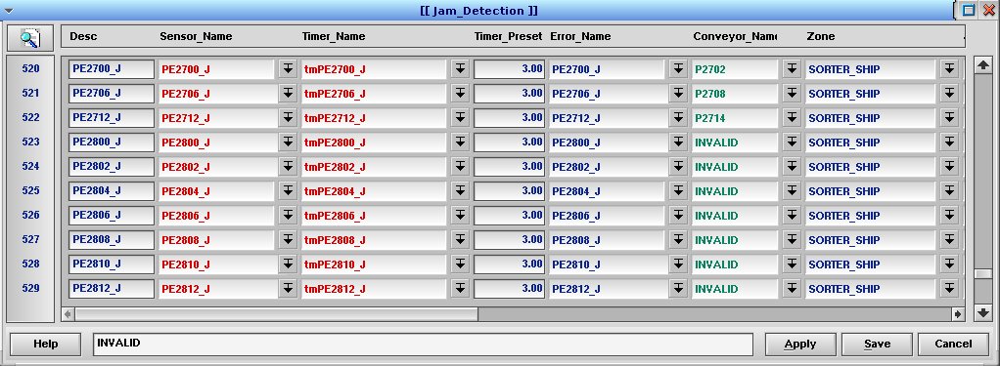 [[ Jam_Detection ]]
Desc Sensor_Name Timer_Name Timer_Preset Error_Name Conveyor_Name Zone
520 PE2700_J PE2700_J tmPE2700_J 3.00 PE2700_J P2702 SORTER_SHIP
521 PE2706_J PE2706_J tmPE2706_J 3.00 PE2706_J P2708 SORTER_SHIP
522 PE2712_J PE2712_J tmPE2712_J 3.00 PE2712_J P2714 SORTER_SHIP
523 PE2800_J PE2800_J tmPE2800_J 3.00 PE2800_J INVALID SORTER_SHIP
524 PE2802_J PE2802_J tmPE2802_J 3.00 PE2802_J INVALID SORTER_SHIP
525 PE2804_J PE2804_J tmPE2804_J 3.00 PE2804_J INVALID SORTER_SHIP
526 PE2806_J PE2806_J tmPE2806_J 3.00 PE2806_J INVALID SORTER_SHIP
527 PE2808_J PE2808_J tmPE2808_J 3.00 PE2808_J INVALID SORTER_SHIP
528 PE2810_J PE2810_J tmPE2810_J 3.00 PE2810_J INVALID SORTER_SHIP
529 PE2812_J PE2812_J tmPE2812_J 3.00 PE2812_J INVALID SORTER_SHIP
Help INVALID Apply Save Cancel